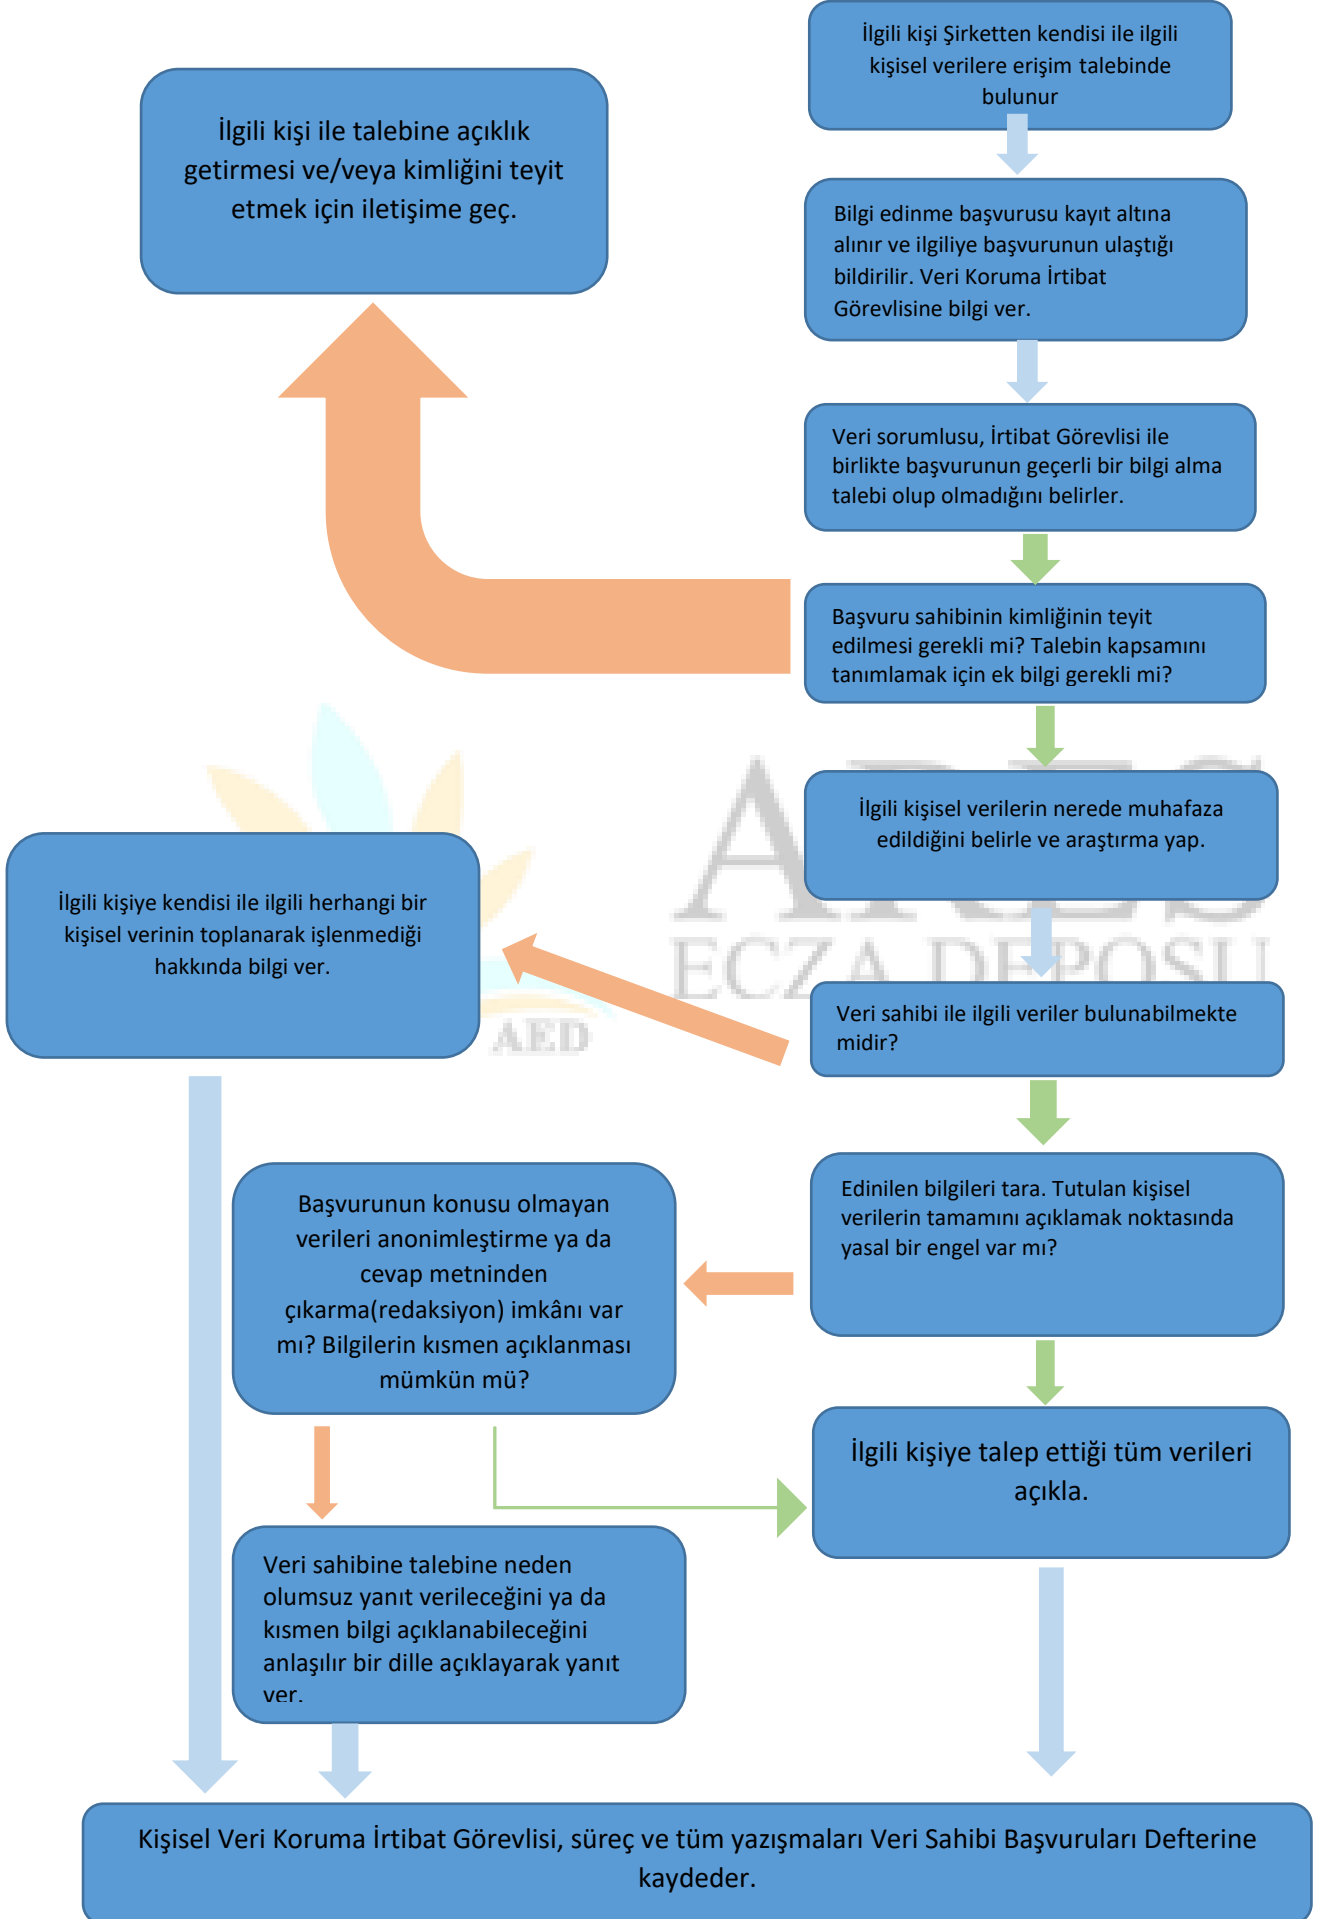 İlgili kişi Şirketten kendisi ile ilgili
kişisel verilere erişim talebinde
bulunur
İlgili kişi ile talebine açıklık
getirmesi ve/veya kimliğini teyit
etmek için iletişime geç.
Bilgi edinme başvurusu kayıt altına
alınır ve ilgiliye başvurunun ulaştığı
bildirilir. Veri Koruma İrtibat
Görevlisine bilgi ver.
Veri sorumlusu, İrtibat Görevlisi ile
birlikte başvurunun geçerli bir bilgi alma
talebi olup olmadığını belirler.
Başvuru sahibinin kimliğinin teyit
edilmesi gerekli mi? Talebin kapsamını
tanımlamak için ek bilgi gerekli mi?
ARES
ECZA DEPOSU
AED
İlgili kişisel verilerin nerede muhafaza
edildiğini belirle ve araştırma yap.
İlgili kişiye kendisi ile ilgili herhangi bir
kişisel verinin toplanarak işlenmediği
hakkında bilgi ver.
Veri sahibi ile ilgili veriler bulunabilmekte
midir?
Edinilen bilgileri tara. Tutulan kişisel
verilerin tamamını açıklamak noktasında
yasal bir engel var mı?
Başvurunun konusu olmayan
verileri anonimleştirme ya da
cevap metninden
çıkarma(redaksiyon) imkânı var
mı? Bilgilerin kısmen açıklanması
mümkün mü?
İlgili kişiye talep ettiği tüm verileri
açıkla.
Veri sahibine talebine neden
olumsuz yanıt verileceğini ya da
kısmen bilgi açıklanabileceğini
anlaşılır bir dille açıklayarak yanıt
ver.
Kişisel Veri Koruma İrtibat Görevlisi, süreç ve tüm yazışmaları Veri Sahibi Başvuruları Defterine
kaydeder.